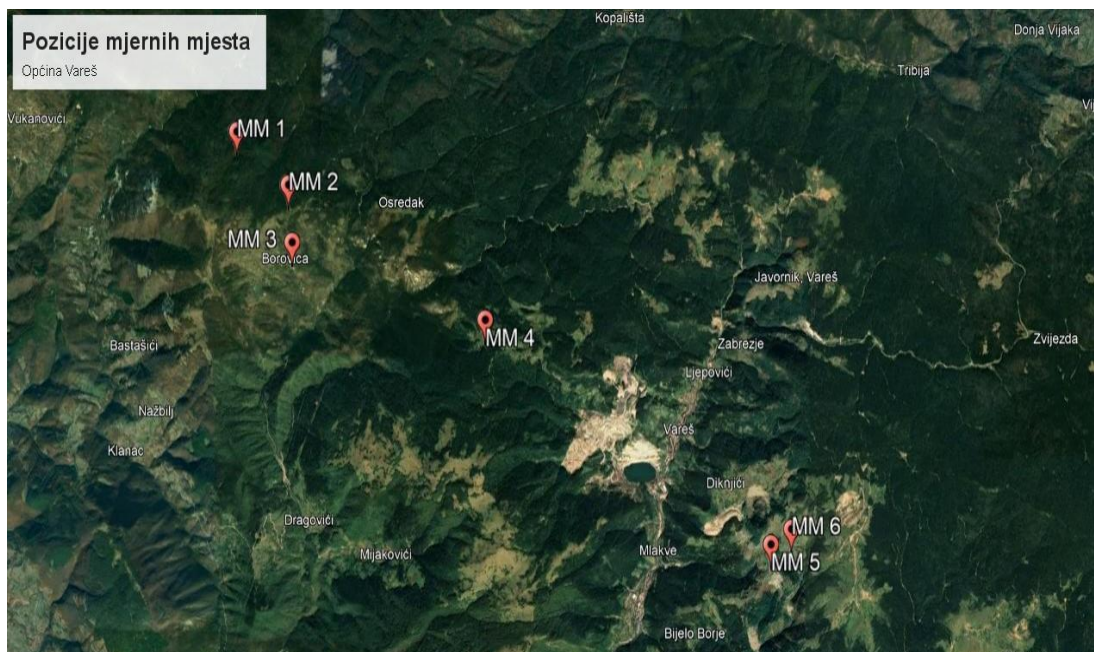 Pozicije mjernih mjesta
Općina Vareš
Kopališta
Donja Vijaka
Tribija
Vukanovići
MM 1
MM 2
Osredak
MM 3
Borovica
Javornik, Vareš
MM 4
Bastašići
Zabrezje
Zvijezda
Ljepovići
Nažbilj
Vareš
Klanac
Diknjići
Dragovići
MM 6
Mijakovići
Mlakve
MM 5
Bijelo Borje